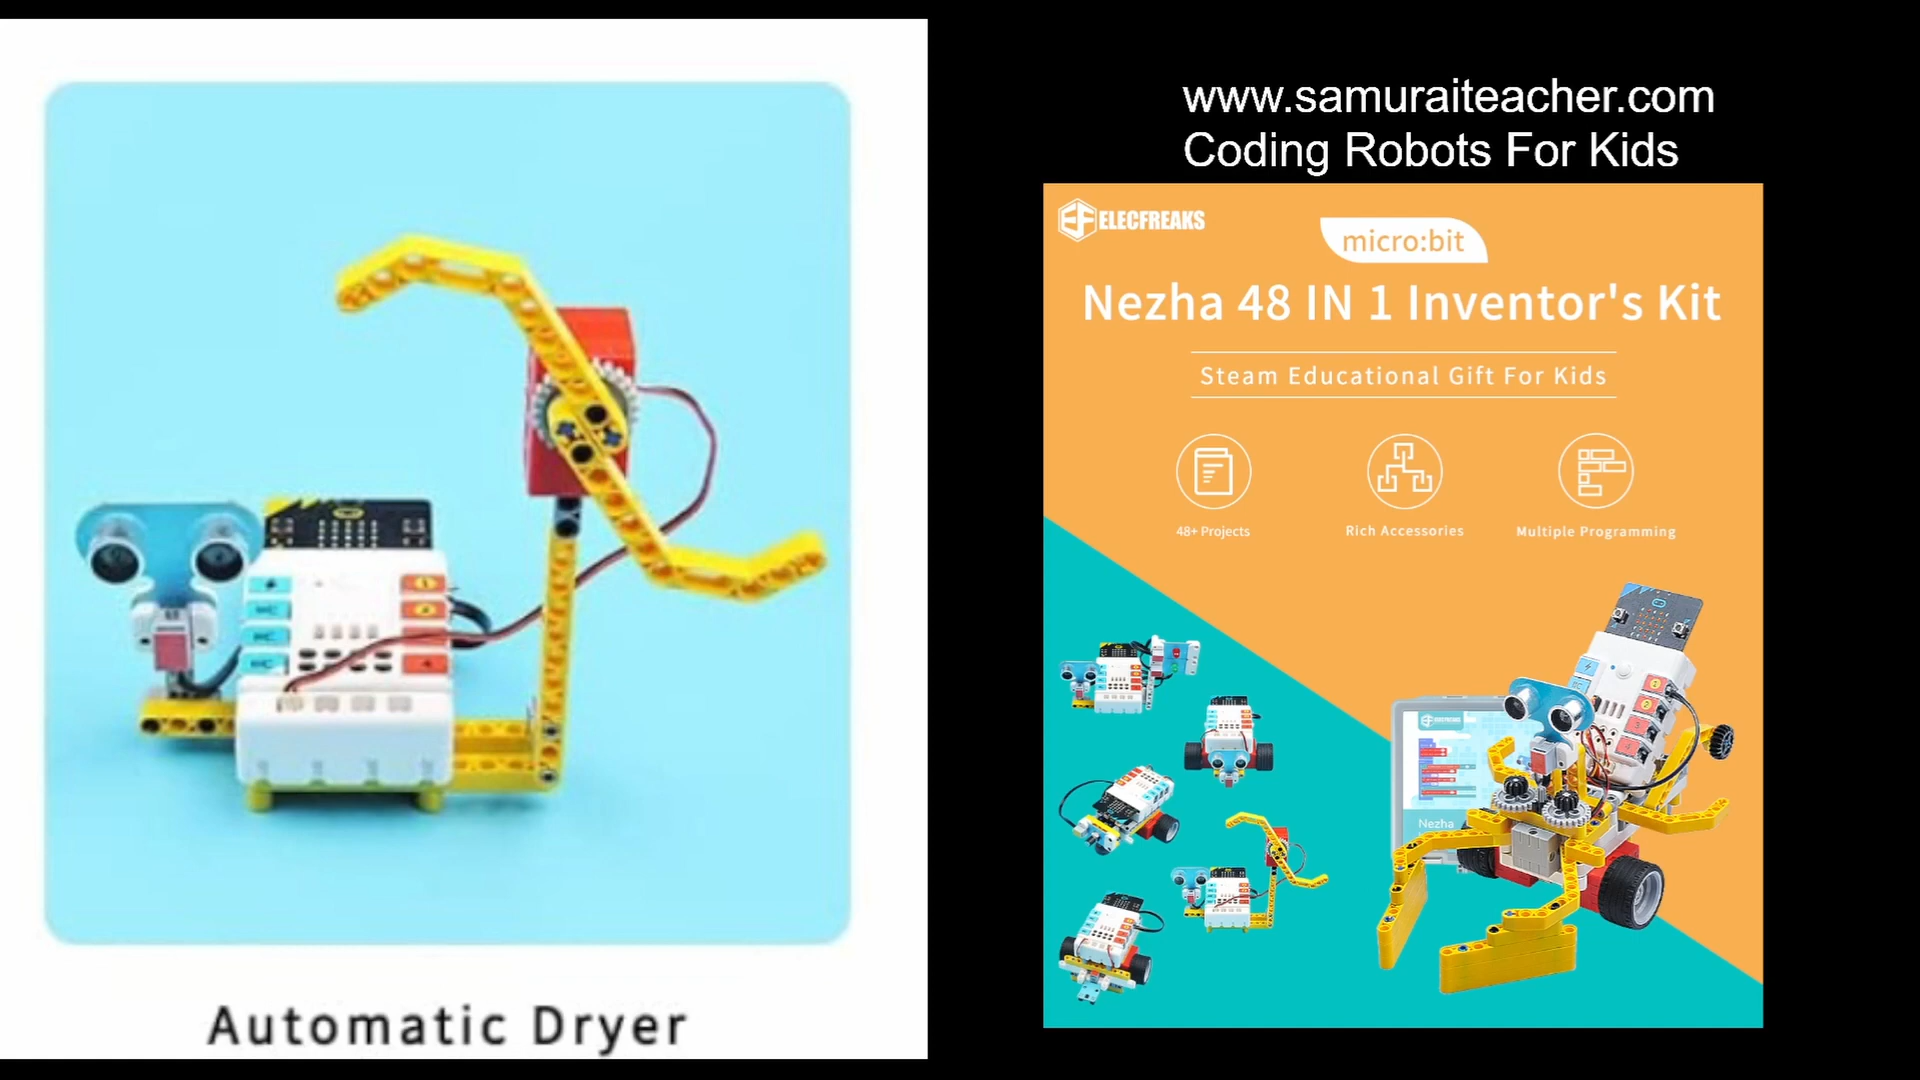 Automatic Dryer
www.samuraiteacher.com
Coding Robots For Kids
ELECFREAKS
micro:bit
Nezha 48 IN 1 Inventor's Kit
Steam Educational Gift For Kids
48+ Projects
Rich Accessories
Multiple Programming
Nezha